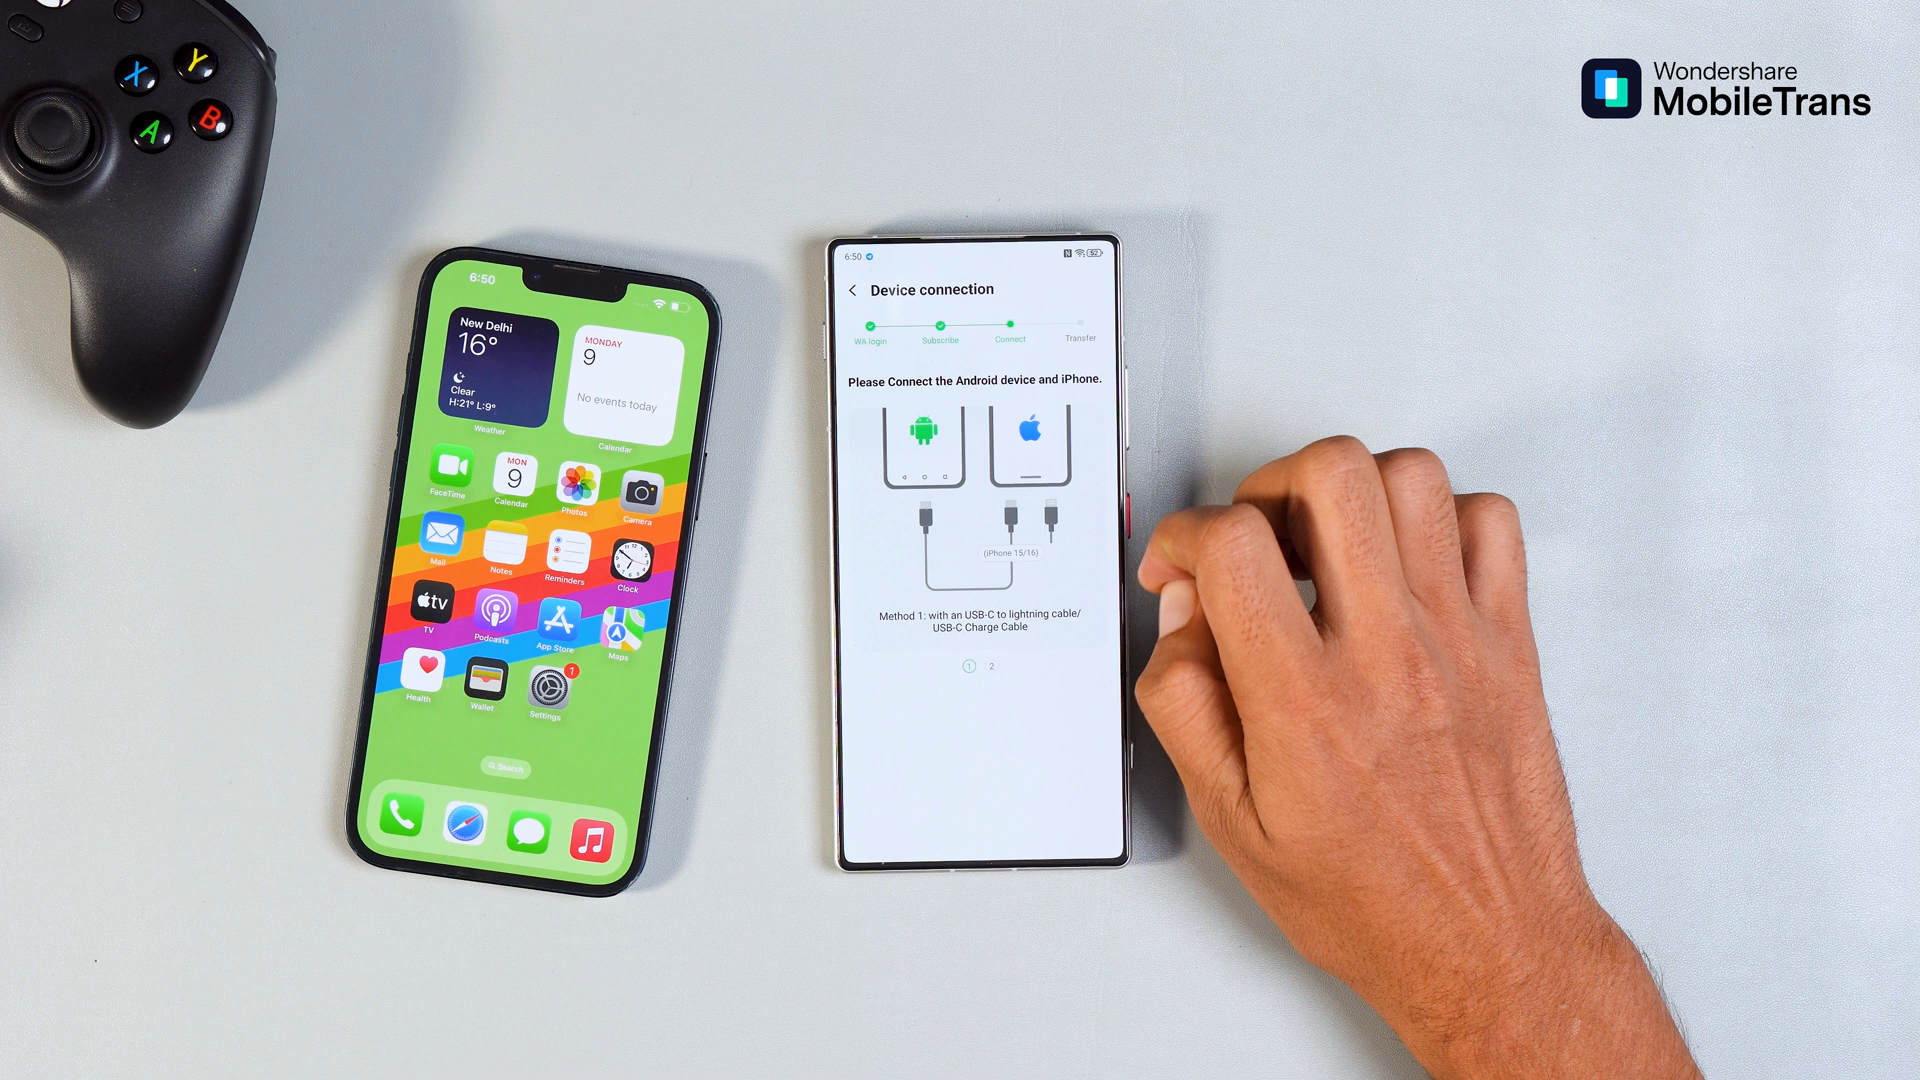 Wondershare
MobileTrans
X
Y
A
B
6:50
New Delhi
16°
Clear
H:21° L:9°
Weather
MONDAY
9
No events today
Calendar
FaceTime
MON
9
Calendar
Photos
Camera
Mail
Notes
Reminders
Clock
tv
TV
Podcasts
App Store
Maps
Health
Wallet
1
Settings
Search
6:50
52
Device connection
WA login
Subscribe
Connect
Transfer
Please Connect the Android device and iPhone.
(iPhone 15/16)
Method 1: with an USB-C to lightning cable/
USB-C Charge Cable
1 2